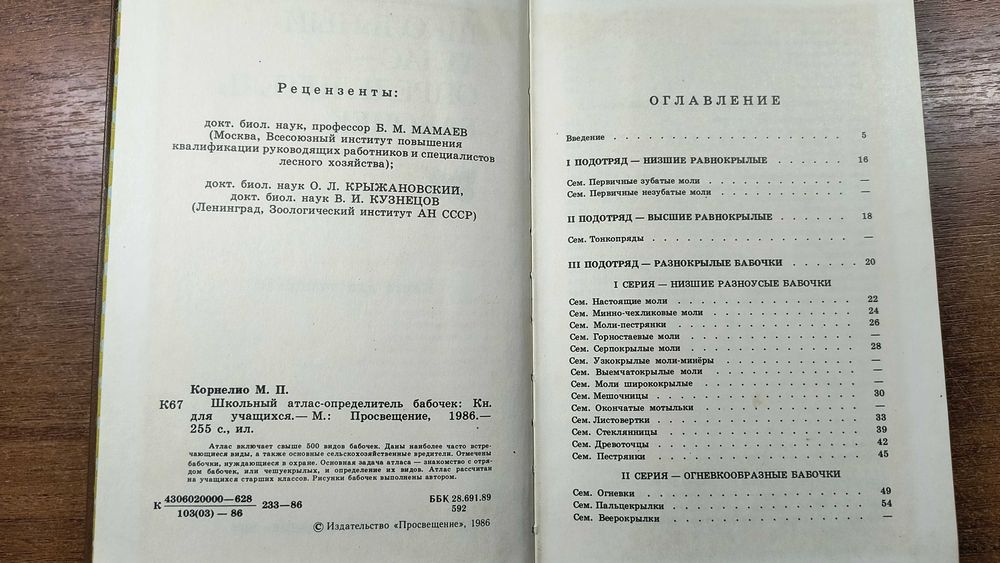 Рецензенты:
докт. биол. наук, профессор Б. М. МАМАЕВ
(Москва, Всесоюзный институт повышения
квалификации руководящих работников и специалистов
лесного хозяйства);
докт. биол. наук О. Л. КРЫЖАНОВСКИЙ,
докт. биол. наук В. И. КУЗНЕЦОВ
(Ленинград, Зоологический институт АН СССР)
Корнелио М. П.
К67 Школьный атлас-определитель бабочек: Кн.
для учащихся.— М.: Просвещение, 1986.—
255 с., ил.
Атлас включает свыше 500 видов бабочек. Даны наиболее часто встре-
чающиеся виды, а также основные сельскохозяйственные вредители. Отмечены
бабочки, нуждающиеся в охране. Основная задача атласа — знакомство с отря-
дом бабочек, или чешуекрылых, и определение их видов. Атлас рассчитан
на учащихся старших классов. Рисунки бабочек выполнены автором.
К 4306020000—628 233—86
103(03) — 86
ББК 28.691.89
592
© Издательство «Просвещение», 1986
ОГЛАВЛЕНИЕ
Введение . . . . . . . . . . . . . . . . . . . . 5
I ПОДОТРЯД — НИЗШИЕ РАВНОКРЫЛЫЕ . . . . . . . 16
Сем. Первичные зубатые моли . . . . . . . . . . . . —
Сем. Первичные незубатые моли . . . . . . . . . . . —
II ПОДОТРЯД — ВЫСШИЕ РАВНОКРЫЛЫЕ . . . . . . 18
Сем. Тонкопряды . . . . . . . . . . . . . . . . . —
III ПОДОТРЯД — РАЗНОКРЫЛЫЕ БАБОЧКИ . . . . . . 20
I СЕРИЯ — НИЗШИЕ РАЗНОУСЫЕ БАБОЧКИ
Сем. Настоящие моли . . . . . . . . . . . . . . . 22
Сем. Минно-чехликовые моли . . . . . . . . . . . . 24
Сем. Моли-пестрянки . . . . . . . . . . . . . . . 26
Сем. Горностаевые моли . . . . . . . . . . . . . . —
Сем. Серпокрылые моли . . . . . . . . . . . . . . 28
Сем. Узкокрылые моли-минёры . . . . . . . . . . . —
Сем. Выемчатокрылые моли . . . . . . . . . . . . —
Сем. Моли ширококрылые . . . . . . . . . . . . . —
Сем. Мешочницы . . . . . . . . . . . . . . . . . 30
Сем. Окончатые мотыльки . . . . . . . . . . . . . —
Сем. Листовертки . . . . . . . . . . . . . . . . . 33
Сем. Стеклянницы . . . . . . . . . . . . . . . . . 39
Сем. Древоточцы . . . . . . . . . . . . . . . . . 42
Сем. Пестрянки . . . . . . . . . . . . . . . . . . 45
II СЕРИЯ — ОГНЕВКООБРАЗНЫЕ БАБОЧКИ
Сем. Огневки . . . . . . . . . . . . . . . . . . . 49
Сем. Пальцекрылки . . . . . . . . . . . . . . . . 54
Сем. Веерокрылки . . . . . . . . . . . . . . . . . —